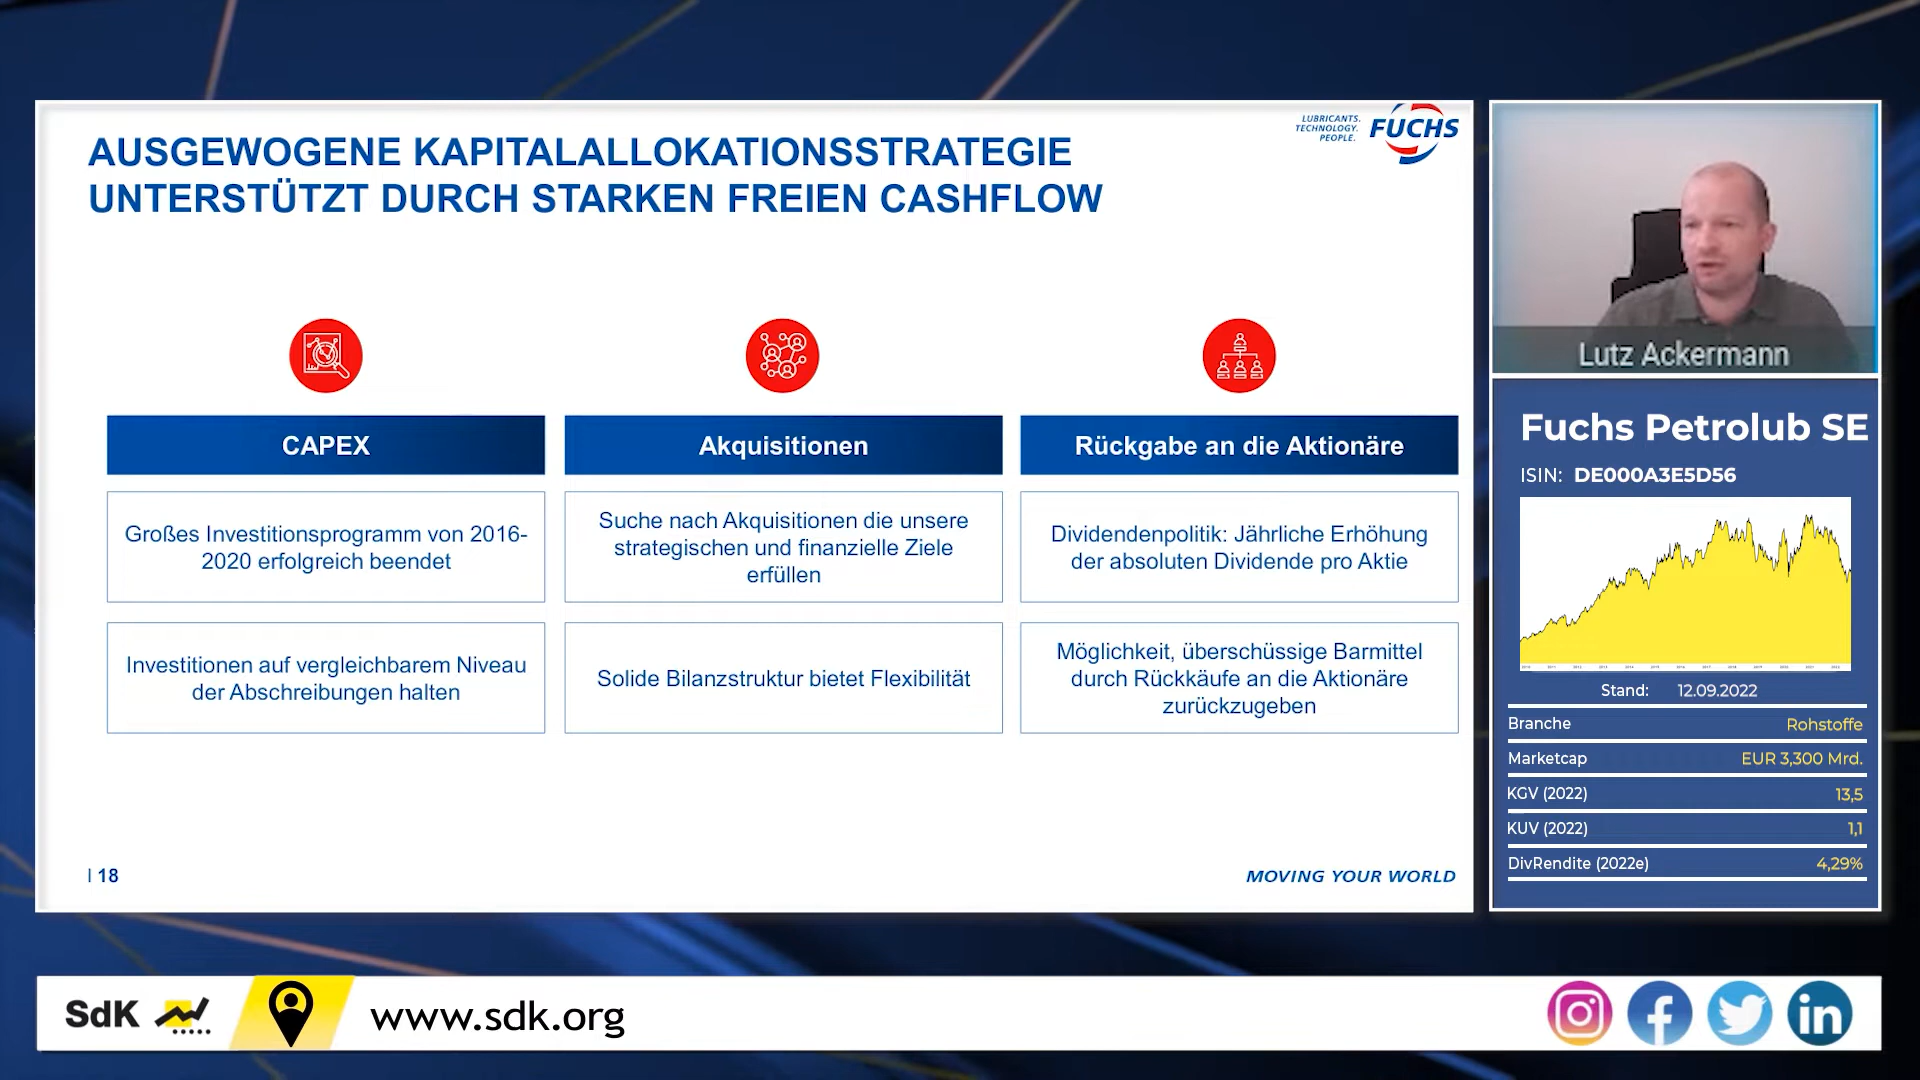 AUSGEWOGENE KAPITALALLOKATIONSSTRATEGIE
UNTERSTÜTZT DURCH STARKEN FREIEN CASHFLOW
LUBRICANTS.
TECHNOLOGY.
PEOPLE.
FUCHS
CAPEX
Großes Investitionsprogramm von 2016-
2020 erfolgreich beendet
Investitionen auf vergleichbarem Niveau
der Abschreibungen halten
Akquisitionen
Suche nach Akquisitionen die unsere
strategischen und finanzielle Ziele
erfüllen
Solide Bilanzstruktur bietet Flexibilität
Rückgabe an die Aktionäre
Dividendenpolitik: Jährliche Erhöhung
der absoluten Dividende pro Aktie
Möglichkeit, überschüssige Barmittel
durch Rückkäufe an die Aktionäre
zurückzugeben
| 18
MOVING YOUR WORLD
Lutz Ackermann
Fuchs Petrolub SE
ISIN: DE000A3E5D56
Stand: 12.09.2022
Branche Rohstoffe
Marketcap EUR 3,300 Mrd.
KGV (2022) 13,5
KUV (2022) 1,1
DivRendite (2022e) 4,29%
SdK
www.sdk.org